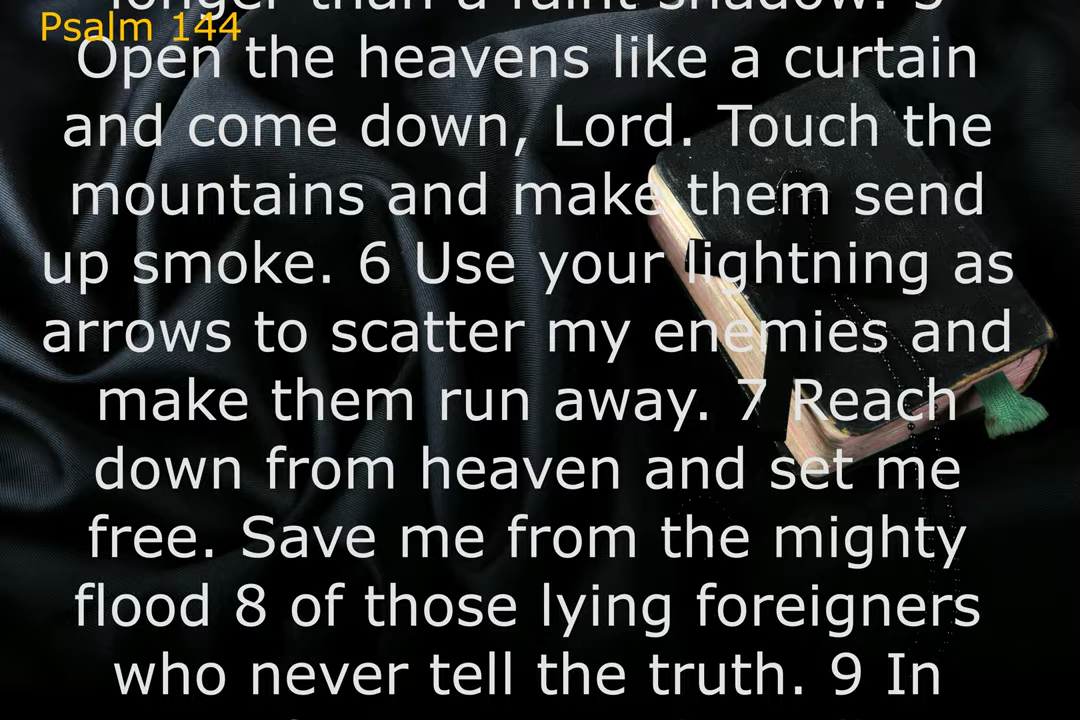 longer than a faint shadow. 5
Psalm 144
Open the heavens like a curtain
and come down, Lord. Touch the
mountains and make them send
up smoke. 6 Use your lightning as
arrows to scatter my enemies and
make them run away. 7 Reach
down from heaven and set me
free. Save me from the mighty
flood 8 of those lying foreigners
who never tell the truth. 9 In